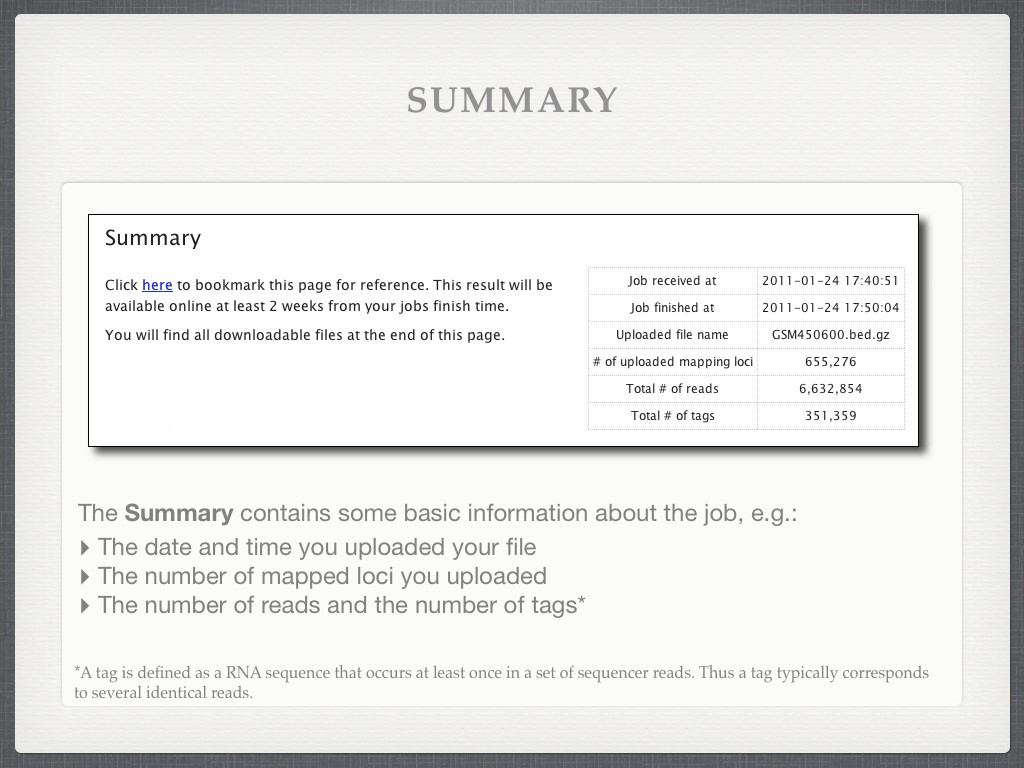 SUMMARY
Summary
Click here to bookmark this page for reference. This result will be
available online at least 2 weeks from your jobs finish time.
You will find all downloadable files at the end of this page.
Job received at 2011-01-24 17:40:51
Job finished at 2011-01-24 17:50:04
Uploaded file name GSM450600.bed.gz
# of uploaded mapping loci 655,276
Total # of reads 6,632,854
Total # of tags 351,359
The Summary contains some basic information about the job, e.g.:
‣ The date and time you uploaded your file
‣ The number of mapped loci you uploaded
‣ The number of reads and the number of tags*
*A tag is defined as a RNA sequence that occurs at least once in a set of sequencer reads. Thus a tag typically corresponds
to several identical reads.